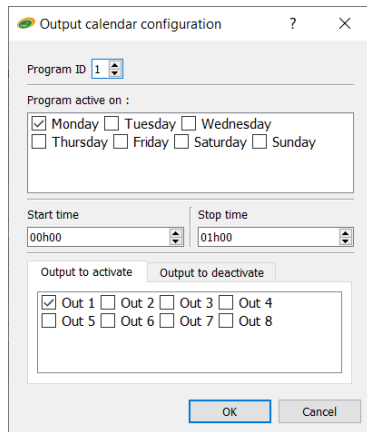 Output calendar configuration ?
Program ID 1
Program active on :
Monday Tuesday Wednesday
Thursday Friday Saturday Sunday
Start time Stop time
00h00 01h00
Output to activate Output to deactivate
Out 1 Out 2 Out 3 Out 4
Out 5 Out 6 Out 7 Out 8
OK Cancel